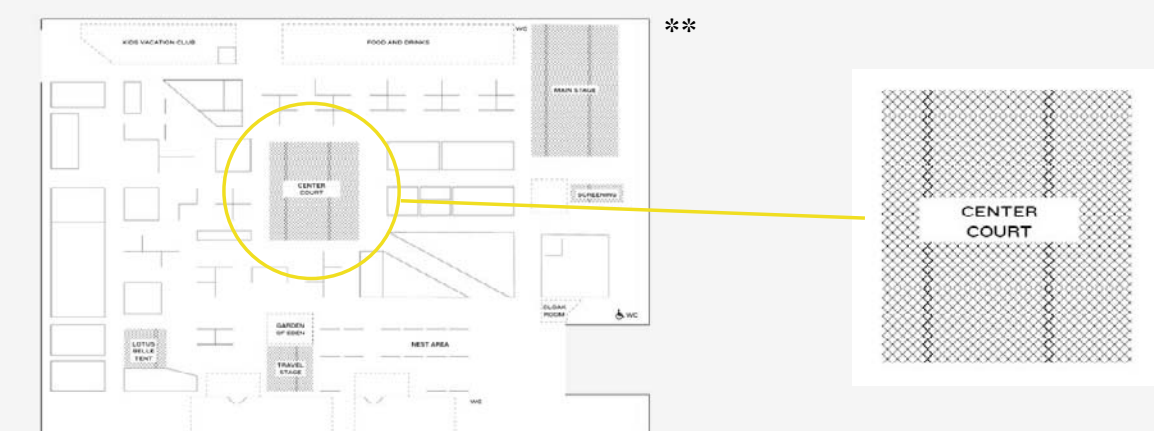 **
WC
KIDS VACATION CLUB
FOOD AND DRINKS
MAIN STAGE
CENTER
COURT
SCREENING
CENTER
COURT
CLOAK
ROOM
WC
GARDEN
OF EDEN
LOTUS
BELLE
TENT
NEST AREA
TRAVEL
STAGE
WC